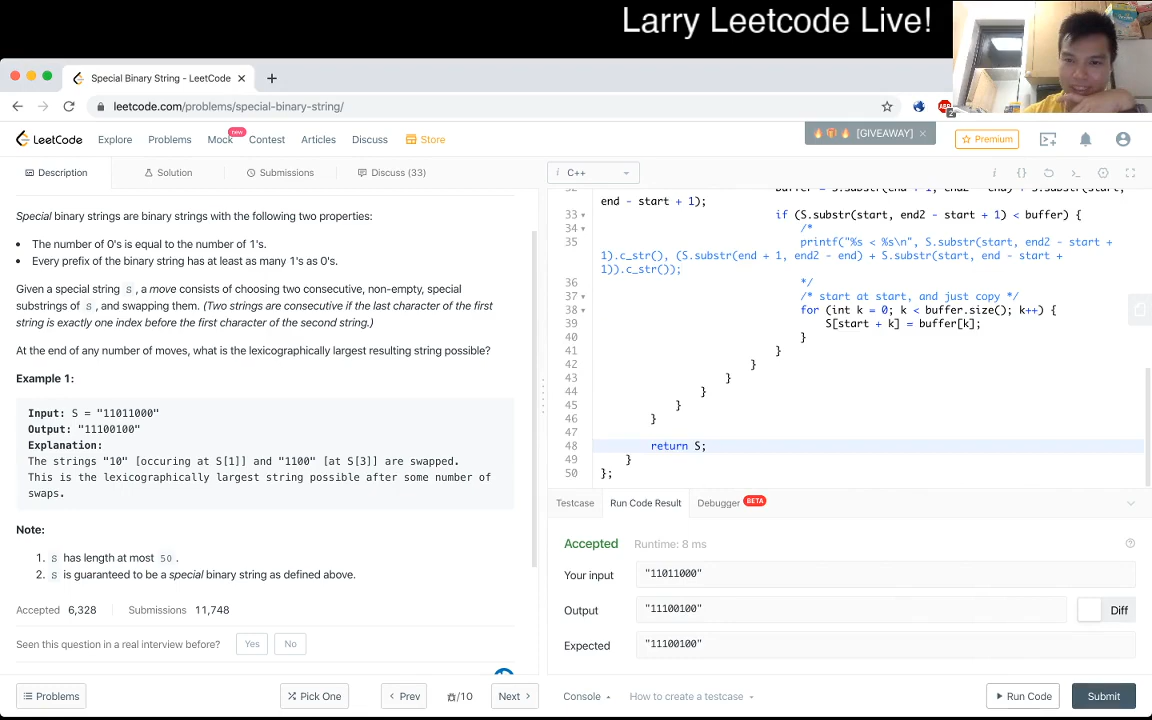 Larry Leetcode Live!
Special Binary String - LeetCode
leetcode.com/problems/special-binary-string/
2
LeetCode Explore Problems Mock new Contest Articles Discuss Store
[GIVEAWAY] ×
Premium
Description Solution Submissions Discuss (33)
i C++
Special binary strings are binary strings with the following two properties:
• The number of 0's is equal to the number of 1's.
• Every prefix of the binary string has at least as many 1's as 0's.
Given a special string S, a move consists of choosing two consecutive, non-empty, special
substrings of S, and swapping them. (Two strings are consecutive if the last character of the first
string is exactly one index before the first character of the second string.)
At the end of any number of moves, what is the lexicographically largest resulting string possible?
Example 1:
Input: S = "11011000"
Output: "11100100"
Explanation:
The strings "10" [occuring at S[1]] and "1100" [at S[3]] are swapped.
This is the lexicographically largest string possible after some number of
swaps.
Note:
1. S has length at most 50.
2. S is guaranteed to be a special binary string as defined above.
Accepted 6,328 Submissions 11,748
Seen this question in a real interview before? Yes No
Problems Pick One < Prev /10 Next >
32 buffer = S.substr(end + 1, end2 - end) + S.substr(start,
end - start + 1);
33 if (S.substr(start, end2 - start + 1) < buffer) {
34 /*
35 printf("%s < %s\n", S.substr(start, end2 - start +
1).c_str(), (S.substr(end + 1, end2 - end) + S.substr(start, end - start +
1)).c_str());
36 */
37 /* start at start, and just copy */
38 for (int k = 0; k < buffer.size(); k++) {
39 S[start + k] = buffer[k];
40 }
41 }
42 }
43 }
44 }
45 }
46 }
47
48 return S;
49 }
50 };
Testcase Run Code Result Debugger BETA
Accepted Runtime: 8 ms
Your input "11011000"
Output "11100100" Diff
Expected "11100100"
Console How to create a testcase Run Code Submit